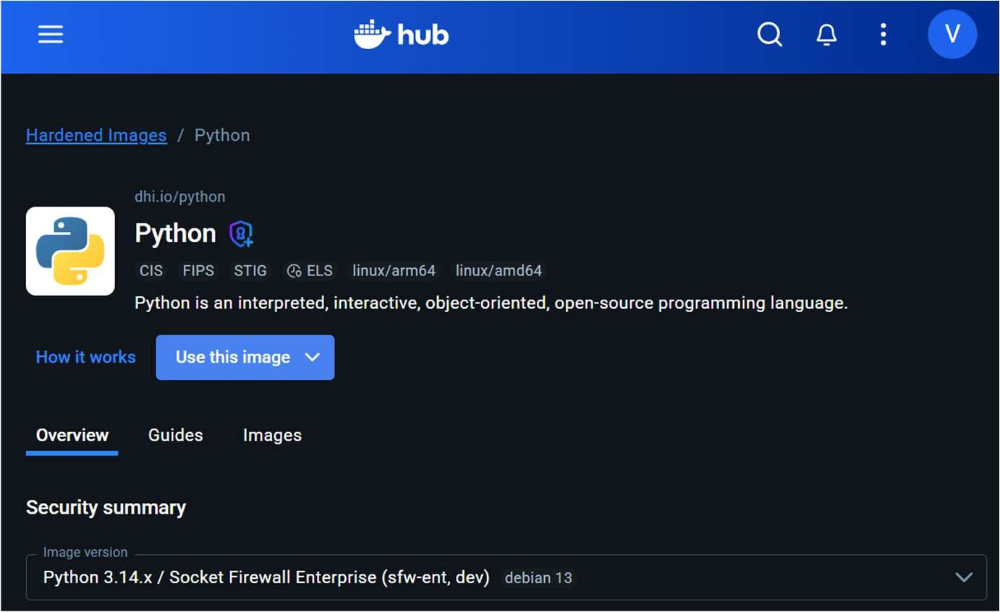 hub
V
Hardened Images / Python
dhi.io/python
Python
CIS FIPS STIG ELS linux/arm64 linux/amd64
Python is an interpreted, interactive, object-oriented, open-source programming language.
How it works Use this image
Overview Guides Images
Security summary
Image version
Python 3.14.x / Socket Firewall Enterprise (sfw-ent, dev) debian 13